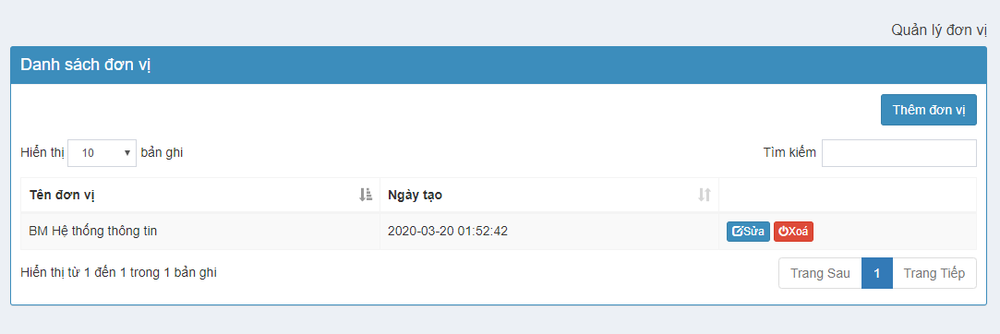 Quản lý đơn vị
Danh sách đơn vị
Thêm đơn vị
Hiển thị 10 bản ghi Tìm kiếm
Tên đơn vị Ngày tạo
BM Hệ thống thông tin 2020-03-20 01:52:42 Sửa Xoá
Hiển thị từ 1 đến 1 trong 1 bản ghi Trang Sau 1 Trang Tiếp